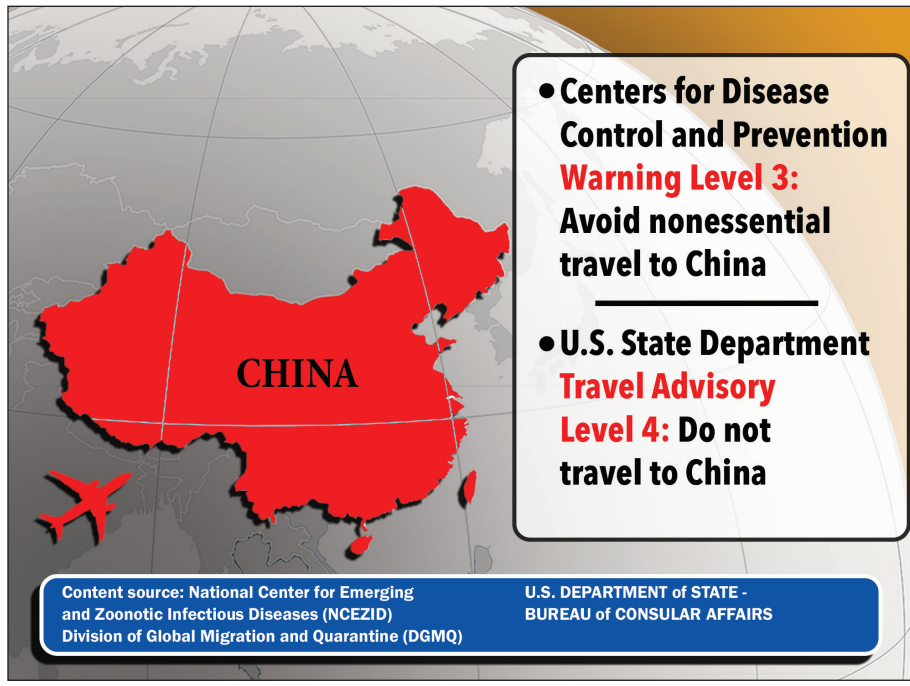 • Centers for Disease
Control and Prevention
Warning Level 3:
Avoid nonessential
travel to China
• U.S. State Department
Travel Advisory
Level 4: Do not
travel to China
CHINA
Content source: National Center for Emerging
and Zoonotic Infectious Diseases (NCEZID)
Division of Global Migration and Quarantine (DGMQ)
U.S. DEPARTMENT of STATE -
BUREAU of CONSULAR AFFAIRS